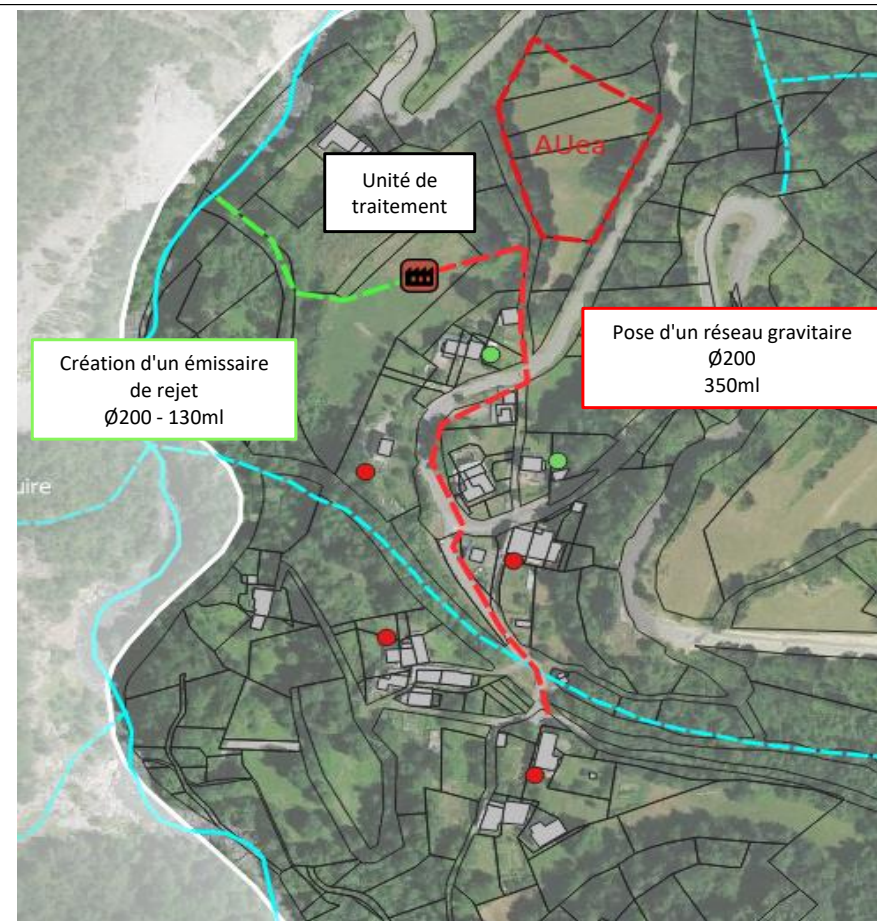 AUea
Unité de
traitement
Pose d'un réseau gravitaire
Ø200
350ml
Création d'un émissaire
de rejet
Ø200 - 130ml
uire